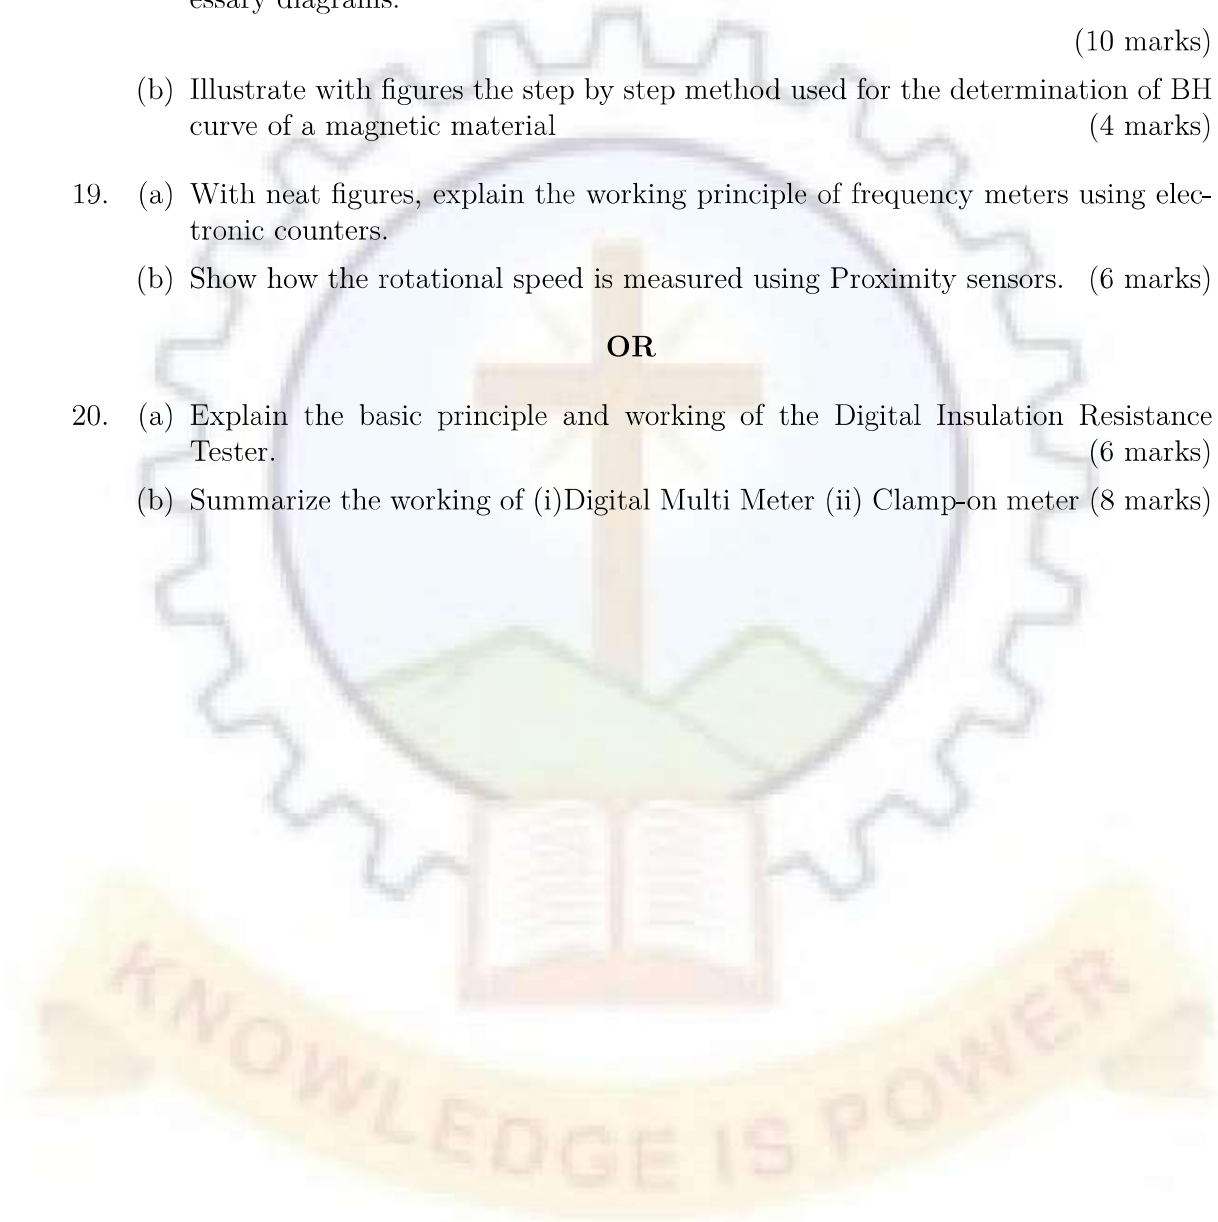 essary diagrams.
(10 marks)
(b) Illustrate with figures the step by step method used for the determination of BH
curve of a magnetic material (4 marks)
19. (a) With neat figures, explain the working principle of frequency meters using elec-
tronic counters.
(b) Show how the rotational speed is measured using Proximity sensors. (6 marks)
OR
20. (a) Explain the basic principle and working of the Digital Insulation Resistance
Tester. (6 marks)
(b) Summarize the working of (i)Digital Multi Meter (ii) Clamp-on meter (8 marks)
KNOWLEDGE IS POWER